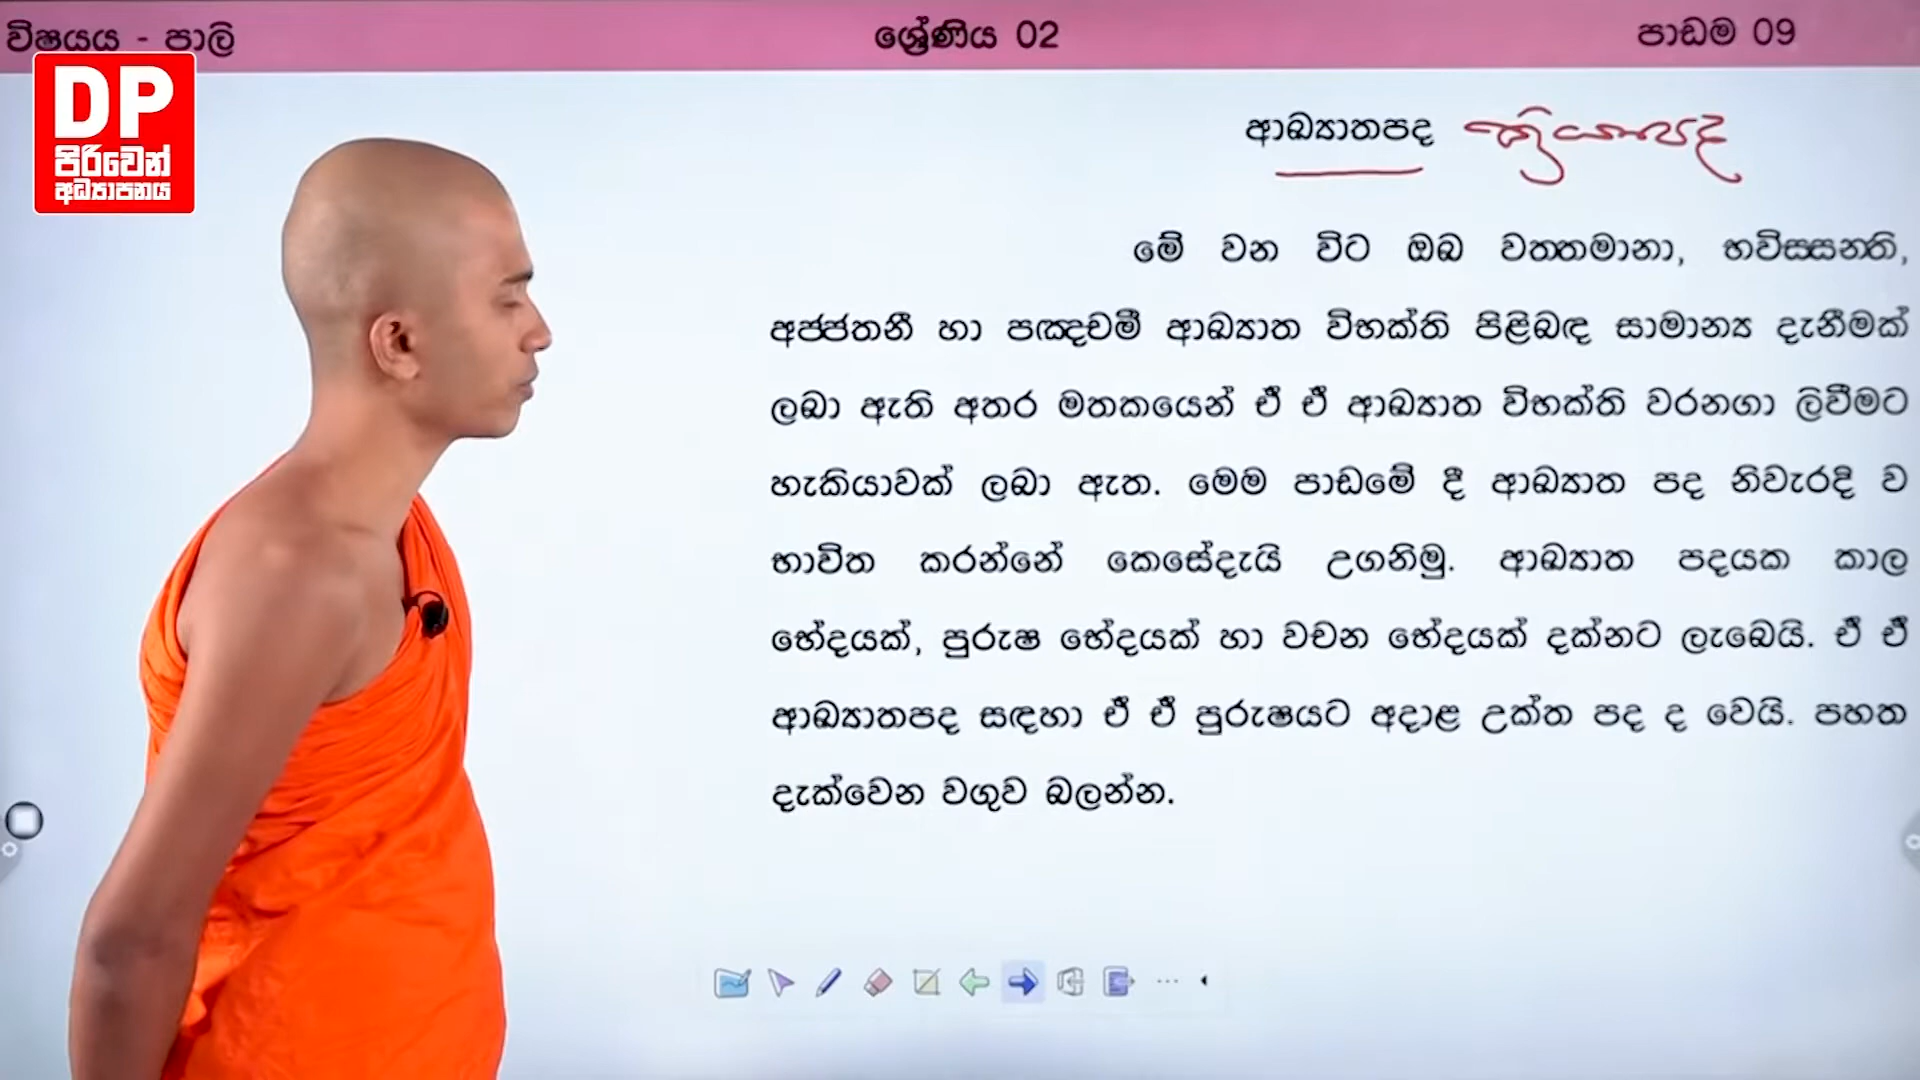 විෂයය - පාලි ශ්‍රේණිය 02 පාඩම 09
DP
පිරිවෙන්
අධ්‍යාපනය
ආඛ්‍යාතපද ක්‍රියාපද
මේ වන විට ඔබ වත්තමානා, භවිස්සන්ති,
අජ්ජතනී හා පඤ්චමී ආඛ්‍යාත විභක්ති පිළිබඳ සාමාන්‍ය දැනීමක්
ලබා ඇති අතර මතකයෙන් ඒ ඒ ආඛ්‍යාත විභක්ති වරනගා ලිවීමට
හැකියාවක් ලබා ඇත. මෙම පාඩමේ දී ආඛ්‍යාත පද නිවැරදි ව
භාවිත කරන්නේ කෙසේදැයි උගනිමු. ආඛ්‍යාත පදයක කාල
භේදයක්, පුරුෂ භේදයක් හා වචන භේදයක් දක්නට ලැබෙයි. ඒ ඒ
ආඛ්‍යාතපද සඳහා ඒ ඒ පුරුෂයට අදාළ උක්ත පද ද වෙයි. පහත
දැක්වෙන වගුව බලන්න.